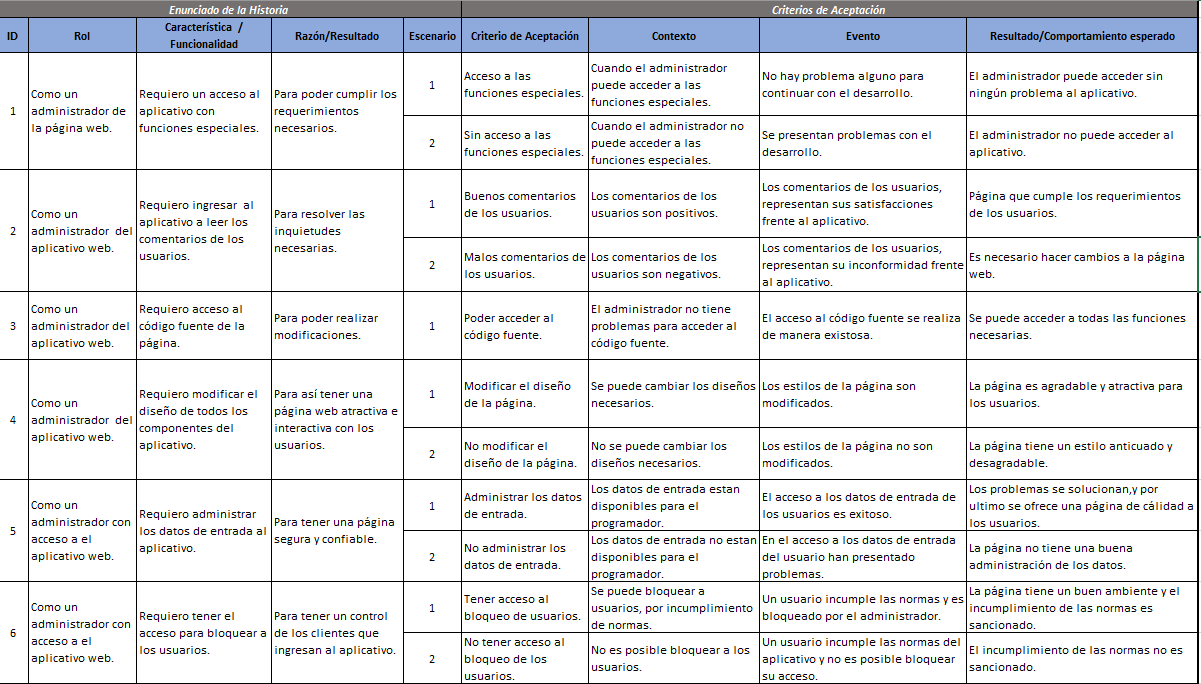 Enunciado de la Historia
Criterios de Aceptación
ID
Rol
Característica /
Funcionalidad
Razón/Resultado
Escenario
Criterio de Aceptación
Contexto
Evento
Resultado/Comportamiento esperado
1
Como un
administrador de
la página web.
Requiero un acceso al
aplicativo con
funciones especiales.
Para poder cumplir los
requerimientos
necesarios.
1
Acceso a las
funciones especiales.
Cuando el administrador
puede acceder a las
funciones especiales.
No hay problema alguno para
continuar con el desarrollo.
El administrador puede acceder sin
ningún problema al aplicativo.
2
Sin acceso a las
funciones especiales.
Cuando el administrador no
puede acceder a las
funciones especiales.
Se presentan problemas con el
desarrollo.
El administrador no puede acceder al
aplicativo.
2
Como un
administrador del
aplicativo web.
Requiero ingresar al
aplicativo a leer los
comentarios de los
usuarios.
Para resolver las
inquietudes
necesarias.
1
Buenos comentarios
de los usuarios.
Los comentarios de los
usuarios son positivos.
Los comentarios de los usuarios,
representan sus satisfacciones
frente al aplicativo.
Página que cumple los requerimientos
de los usuarios.
2
Malos comentarios de
los usuarios.
Los comentarios de los
usuarios son negativos.
Los comentarios de los usuarios,
representan su inconformidad frente
al aplicativo.
Es necesario hacer cambios a la página
web.
3
Como un
administrador del
aplicativo web.
Requiero acceso al
código fuente de la
página.
Para poder realizar
modificaciones.
1
Poder acceder al
código fuente.
El administrador no tiene
problemas para acceder al
código fuente.
El acceso al código fuente se realiza
de manera existosa.
Se puede acceder a todas las funciones
necesarias.
4
Como un
administrador del
aplicativo web.
Requiero modificar el
diseño de todos los
componentes del
aplicativo.
Para así tener una
página web atractiva e
interactiva con los
usuarios.
1
Modificar el diseño
de la página.
Se puede cambiar los diseños
necesarios.
Los estilos de la página son
modificados.
La página es agradable y atractiva para
los usuarios.
2
No modificar el
diseño de la página.
No se puede cambiar los
diseños necesarios.
Los estilos de la página no son
modificados.
La página tiene un estilo anticuado y
desagradable.
5
Como un
administrador con
acceso a el
aplicativo web.
Requiero administrar
los datos de entrada al
aplicativo.
Para tener una página
segura y confiable.
1
Administrar los datos
de entrada.
Los datos de entrada estan
disponibles para el
programador.
El acceso a los datos de entrada de
los usuarios es exitoso.
Los problemas se solucionan,y por
ultimo se ofrece una página de cálidad a
los usuarios.
2
No administrar los
datos de entrada.
Los datos de entrada no estan
disponibles para el
programador.
En el acceso a los datos de entrada
del usuario han presentado
problemas.
La página no tiene una buena
administración de los datos.
6
Como un
administrador con
acceso a el
aplicativo web.
Requiero tener el
acceso para bloquear a
los usuarios.
Para tener un control
de los clientes que
ingresan al aplicativo.
1
Tener acceso al
bloqueo de usuarios.
Se puede bloquear a
usuarios, por incumplimiento
de normas.
Un usuario incumple las normas y es
bloqueado por el administrador.
La página tiene un buen ambiente y el
incumplimiento de las normas es
sancionado.
2
No tener acceso al
bloqueo de los
usuarios.
No es posible bloquear a los
usuarios.
Un usuario incumple las normas del
aplicativo y no es posible bloquear
su acceso.
El incumplimiento de las normas no es
sancionado.